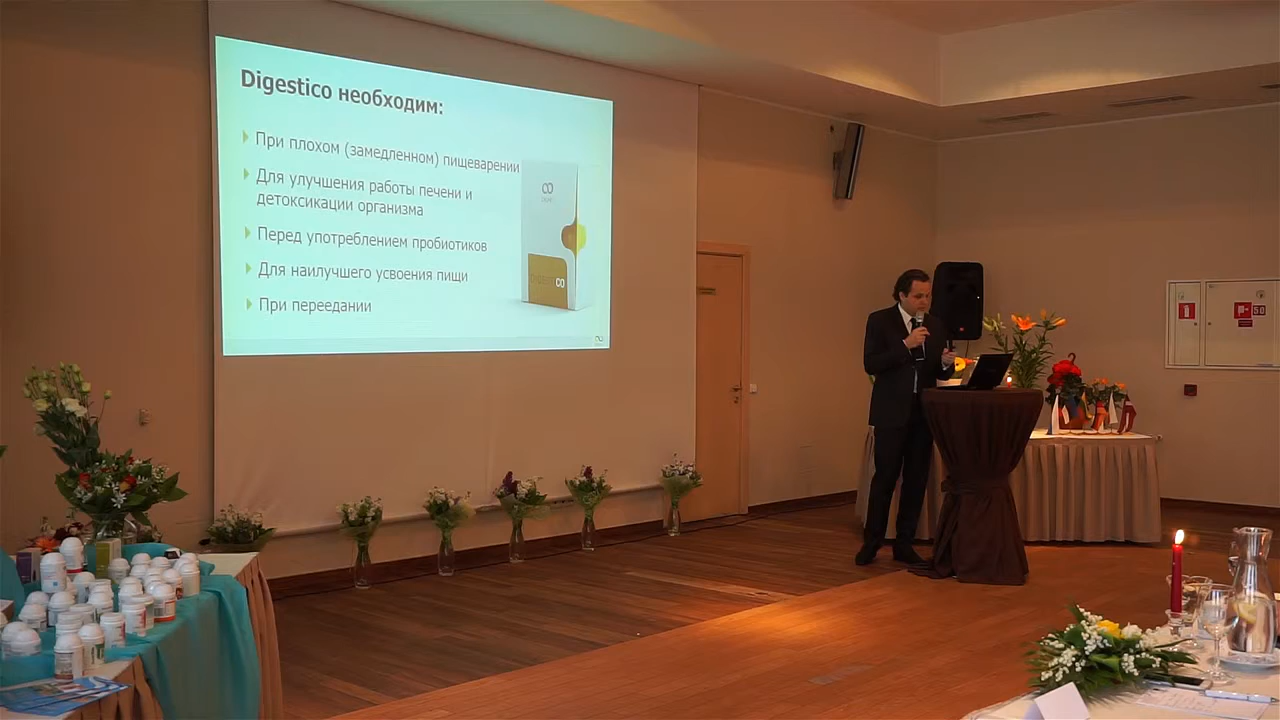 Digestico необходим:
При плохом (замедленном) пищеварении
Для улучшения работы печени и
детоксикации организма
Перед употреблением пробиотиков
Для наилучшего усвоения пищи
При переедании